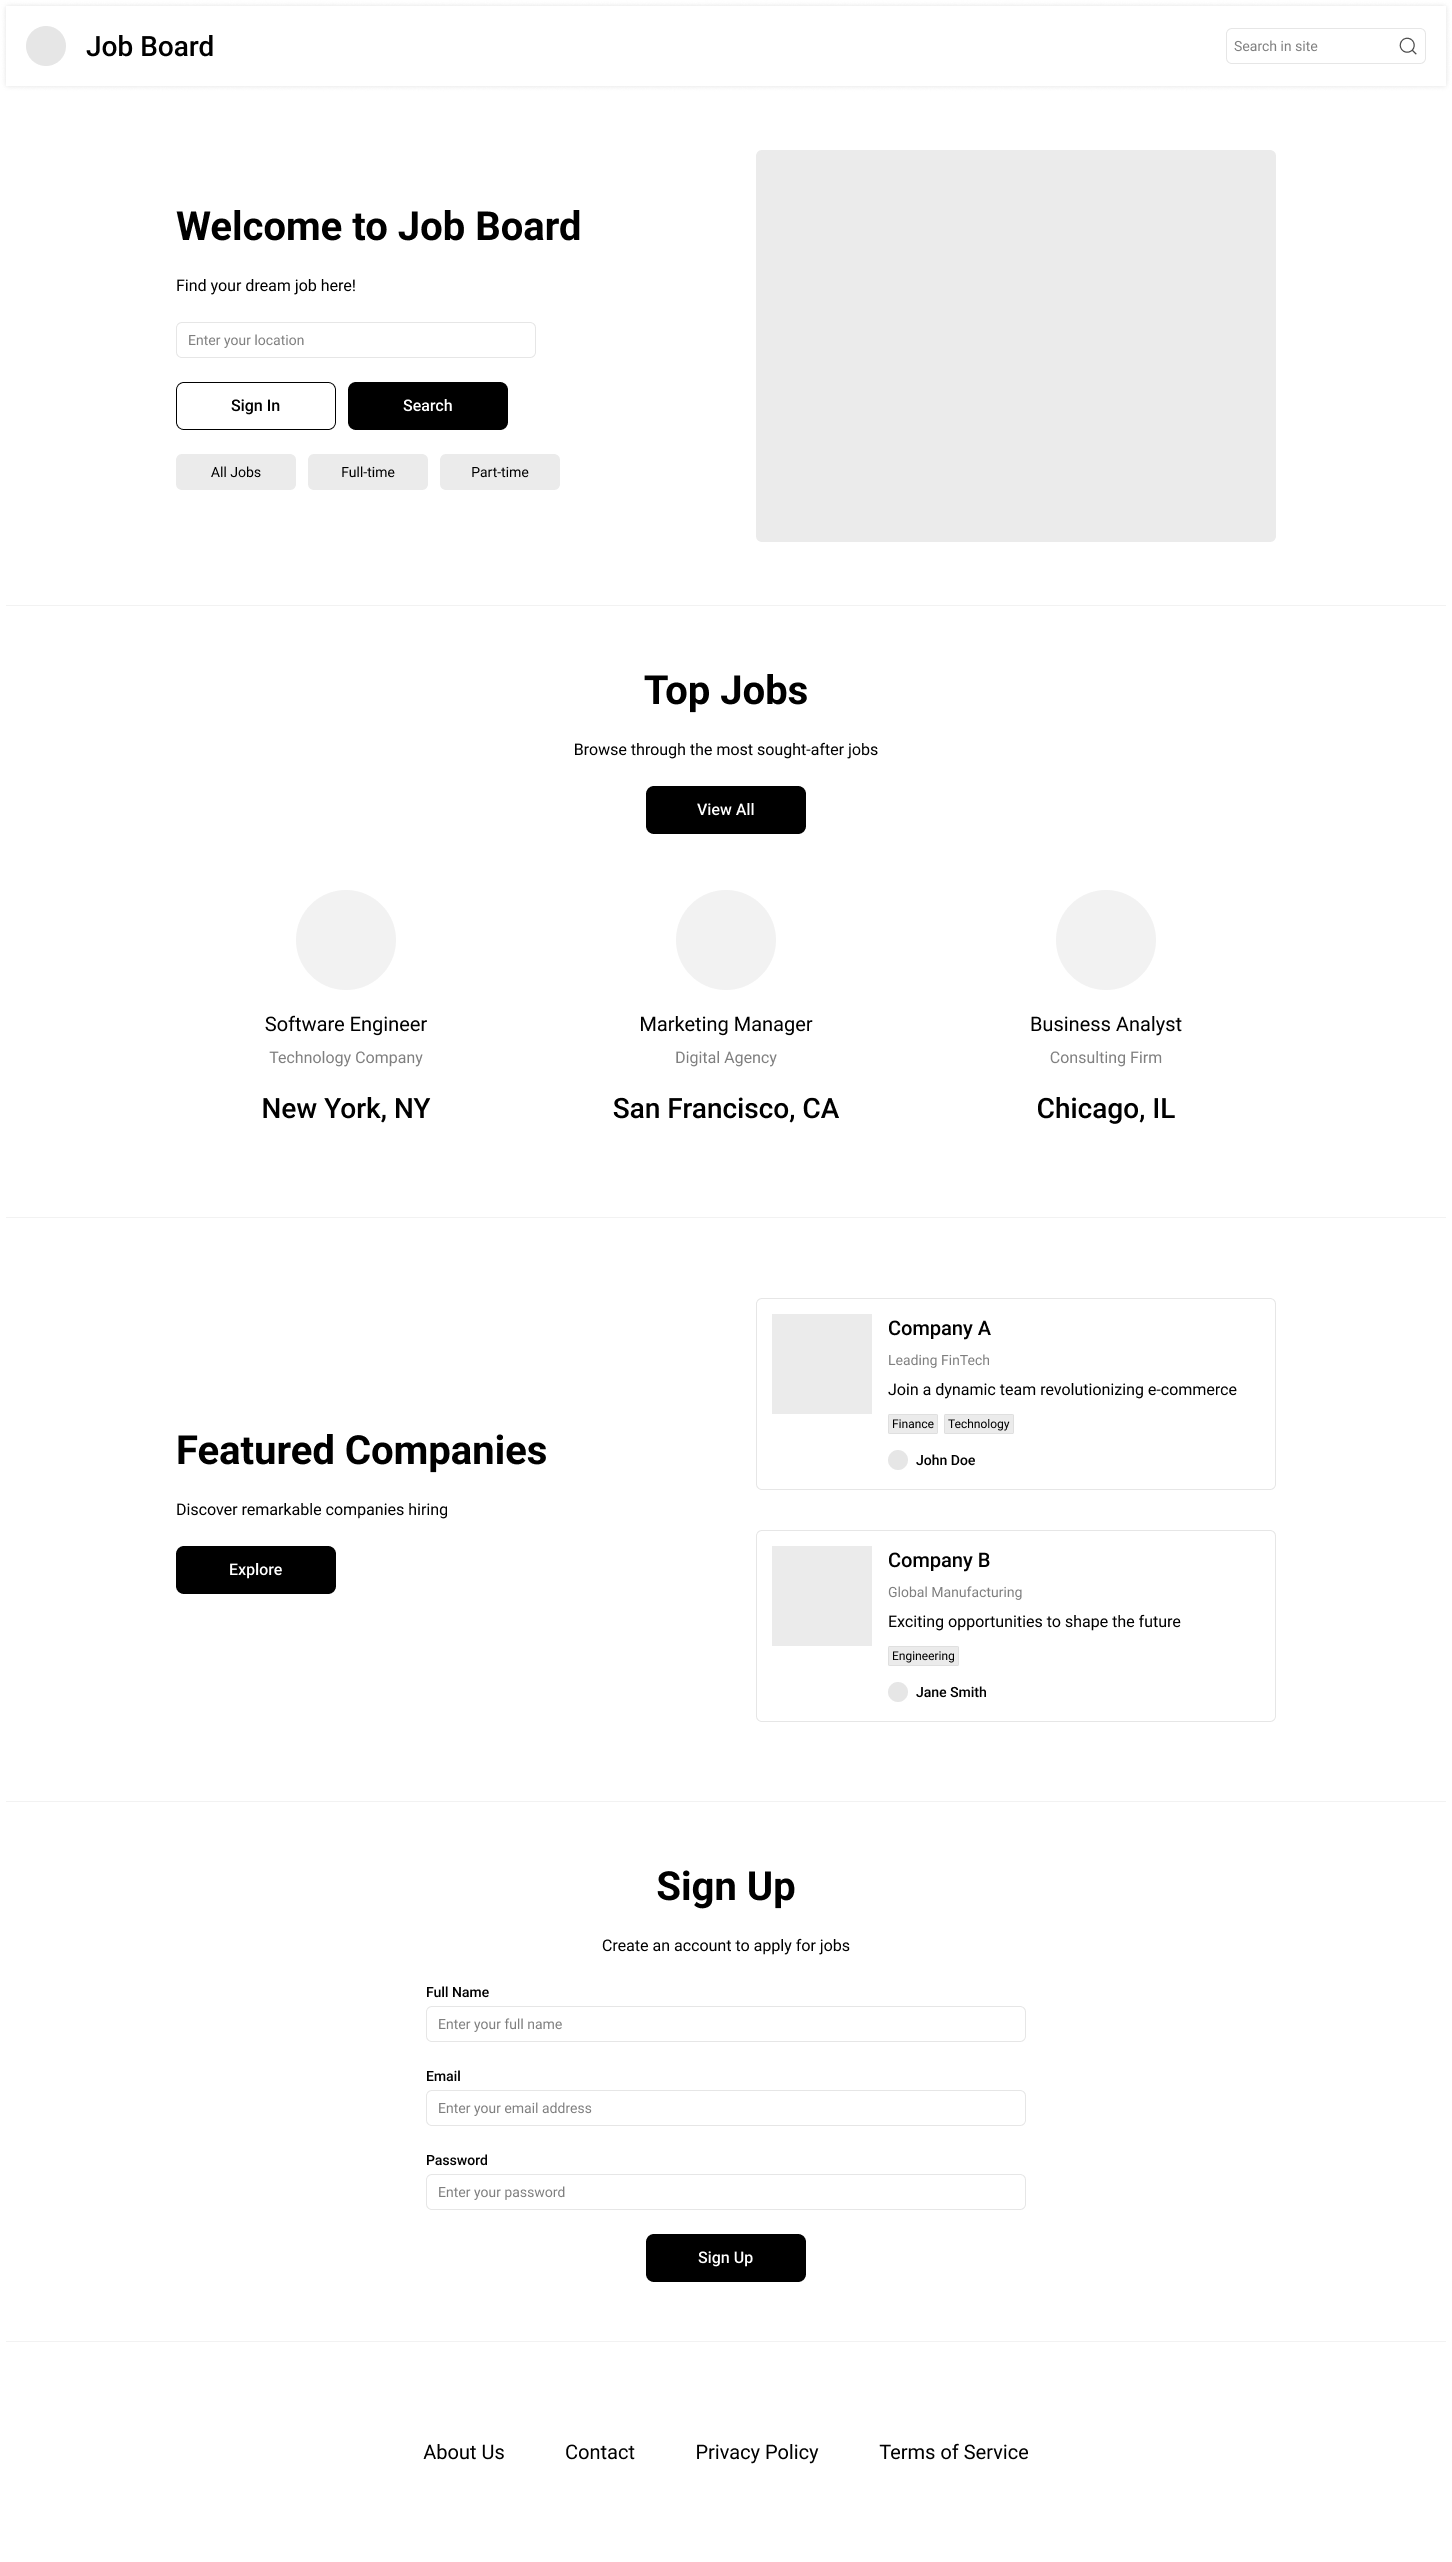 Job Board
Search in site
Welcome to Job Board
Find your dream job here!
Enter your location
Sign In
Search
All Jobs
Full-time
Part-time
Top Jobs
Browse through the most sought-after jobs
View All
Software Engineer
Technology Company
New York, NY
Marketing Manager
Digital Agency
San Francisco, CA
Business Analyst
Consulting Firm
Chicago, IL
Featured Companies
Discover remarkable companies hiring
Explore
Company A
Leading FinTech
Join a dynamic team revolutionizing e-commerce
Finance
Technology
John Doe
Company B
Global Manufacturing
Exciting opportunities to shape the future
Engineering
Jane Smith
Sign Up
Create an account to apply for jobs
Full Name
Enter your full name
Email
Enter your email address
Password
Enter your password
Sign Up
About Us
Contact
Privacy Policy
Terms of Service